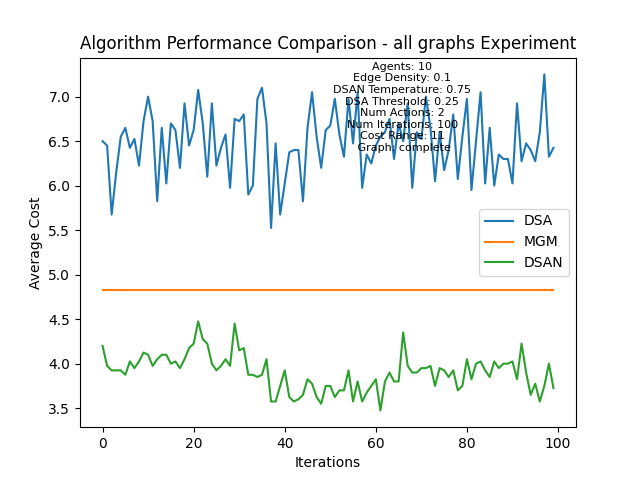 Algorithm Performance Comparison - all graphs Experiment
Agents: 10
Edge Density: 0.1
DSAN Temperature: 0.75
DSA Threshold: 0.25
Num Actions: 2
Num Iterations: 100
Cost Range: 11
Graph: complete
7.0
6.5
6.0
5.5
5.0
4.5
4.0
3.5
Average Cost
DSA
MGM
DSAN
0 20 40 60 80 100
Iterations